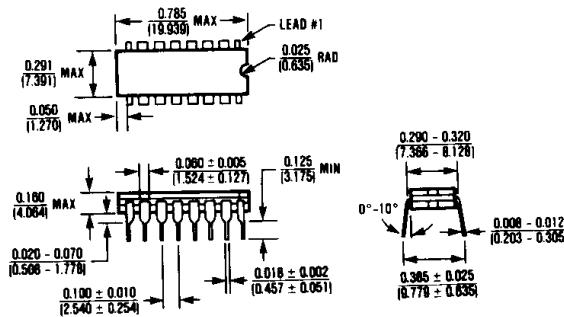 0.785
(19.939) MAX
LEAD #1
0.025
(0.635) RAD
0.291
(7.391) MAX
0.050
(1.270) MAX
0.290 - 0.320
(7.366 - 8.128)
0.060 ± 0.005
(1.524 ± 0.127)
0.125
(3.175) MIN
0.160
(4.064) MAX
0°-10°
0.008 - 0.012
(0.203 - 0.305
0.020 - 0.070
(0.508 - 1.778)
0.018 ± 0.002
(0.457 ± 0.051)
0.100 ± 0.010
(2.540 ± 0.254)
0.385 ± 0.025
(9.779 ± 0.635)